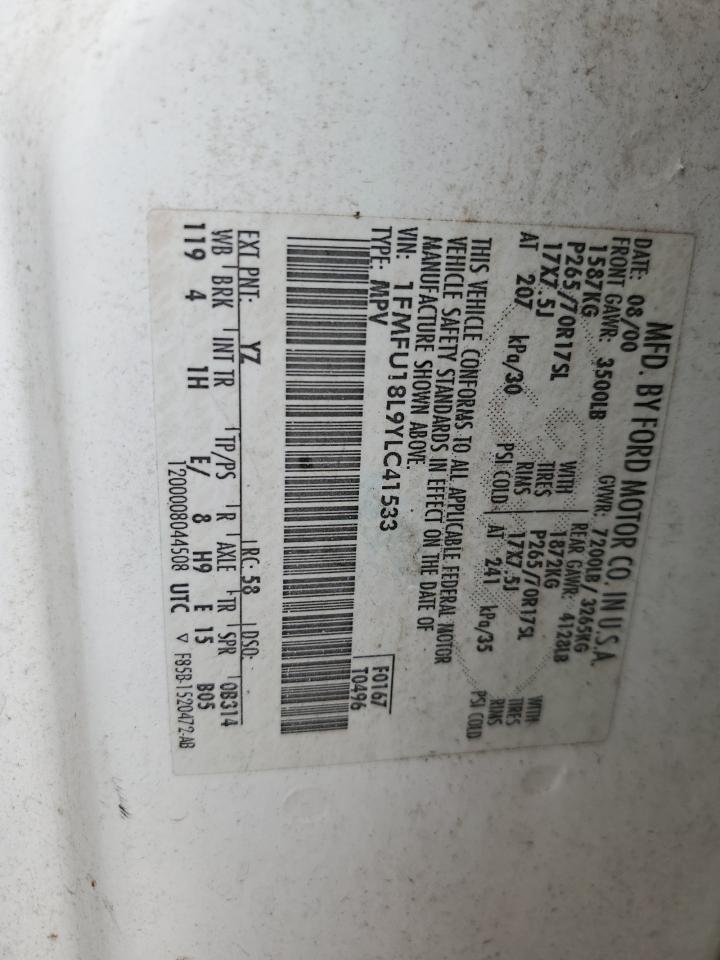 MFD. BY FORD MOTOR CO. IN U.S.A.
DATE: 08/00 GVWR: 7200LB / 3265KG
FRONT GAWR: 3500LB REAR GAWR: 4128LB
1587KG WITH 1872KG WITH
P265/70R17SL TIRES P265/70R17SL TIRES
17X7.5J RIMS 17X7.5J RIMS
AT 207 kPa/30 PSI COLD AT 241 kPa/35 PSI COLD
THIS VEHICLE CONFORMS TO ALL APPLICABLE FEDERAL MOTOR
VEHICLE SAFETY STANDARDS IN EFFECT ON THE DATE OF
MANUFACTURE SHOWN ABOVE.
VIN: 1FMFU18L9YLC41533
TYPE: MPV
F0167
T0496
EXT PNT: YZ RC: 58 DSO:
WB BRK INT TR TP/PS R AXLE TR SPR 0B314
119 4 1H E/ 8 H9 E 15 B05
1200008044508 UTC ▽ F85B-1520472-AB